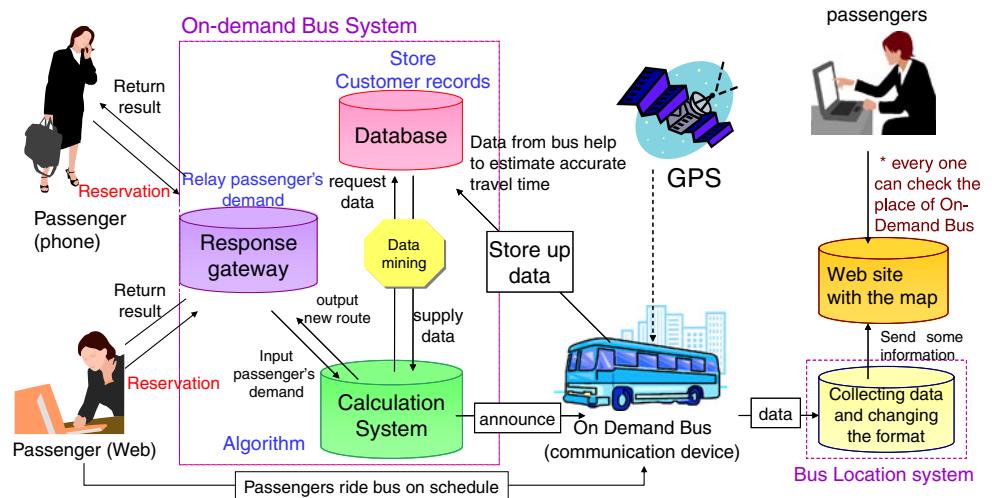 On-demand Bus System
passengers
Store
Customer records
Database
Return
result
Data from bus help
to estimate accurate
travel time
GPS
* every one
can check the
place of On-
Demand Bus
Reservation
Relay passenger's
demand
request
data
Passenger
(phone)
Response
gateway
Data
mining
Store up
data
Web site
with the map
Return
result
output
new route
supply
data
Send some
information
Reservation
Input
passenger's
demand
Calculation
System
announce
data
Collecting data
and changing
the format
Algorithm
On Demand Bus
(communication device)
Passenger (Web)
Bus Location system
Passengers ride bus on schedule